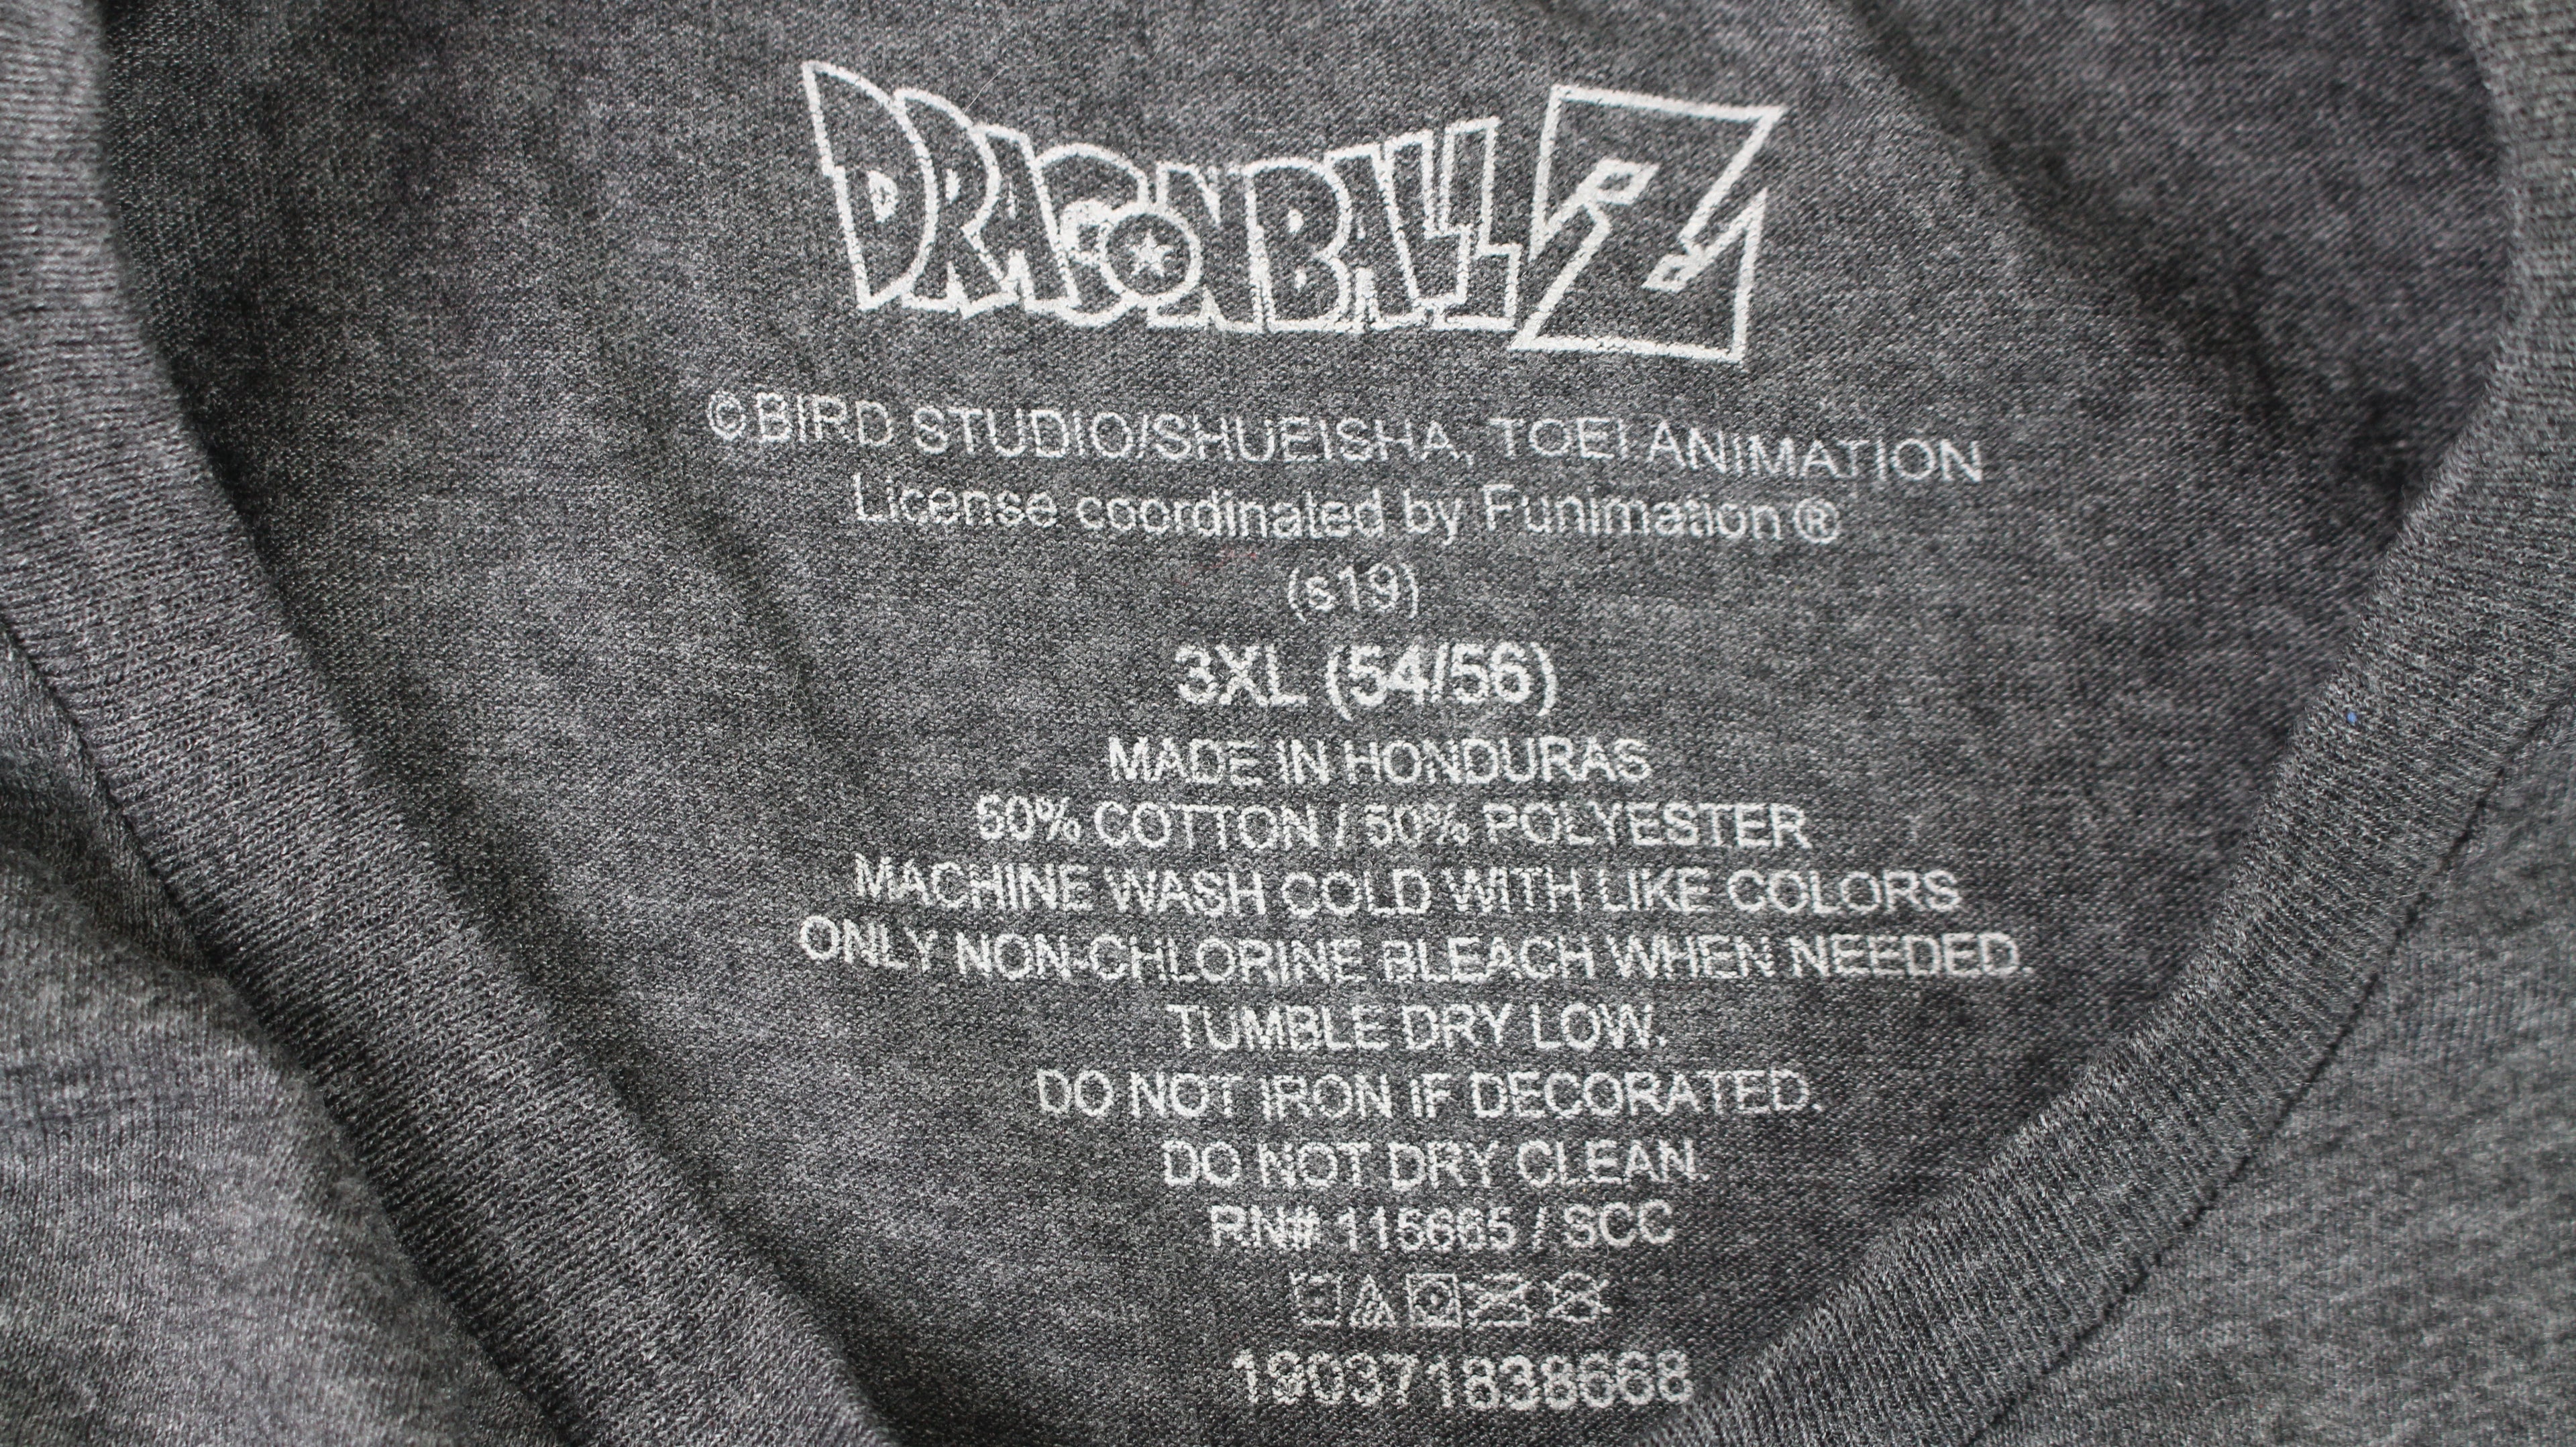 DRAGONBALL Z
©BIRD STUDIO/SHUEISHA, TOEI ANIMATION
License coordinated by Funimation®
(s19)
3XL (54/56)
MADE IN HONDURAS
50% COTTON / 50% POLYESTER
MACHINE WASH COLD WITH LIKE COLORS
ONLY NON-CHLORINE BLEACH WHEN NEEDED.
TUMBLE DRY LOW.
DO NOT IRON IF DECORATED.
DO NOT DRY CLEAN.
RN# 115665 / SCC
190371838668